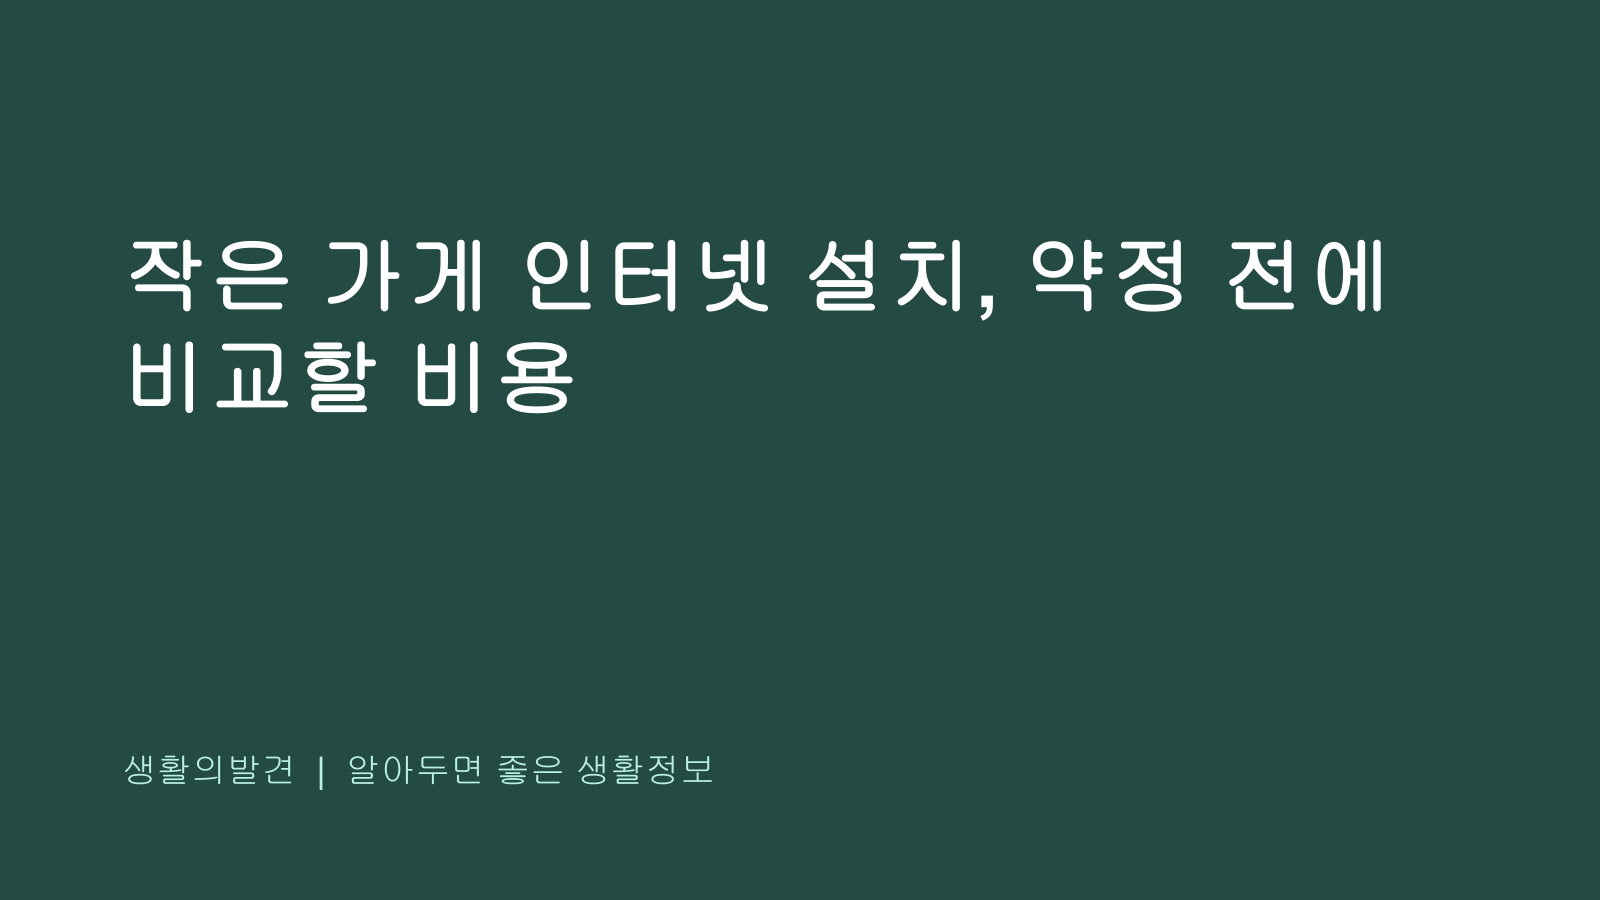 작은 가게 인터넷 설치, 약정 전에
비교할 비용
생활의발견 | 알아두면 좋은 생활정보